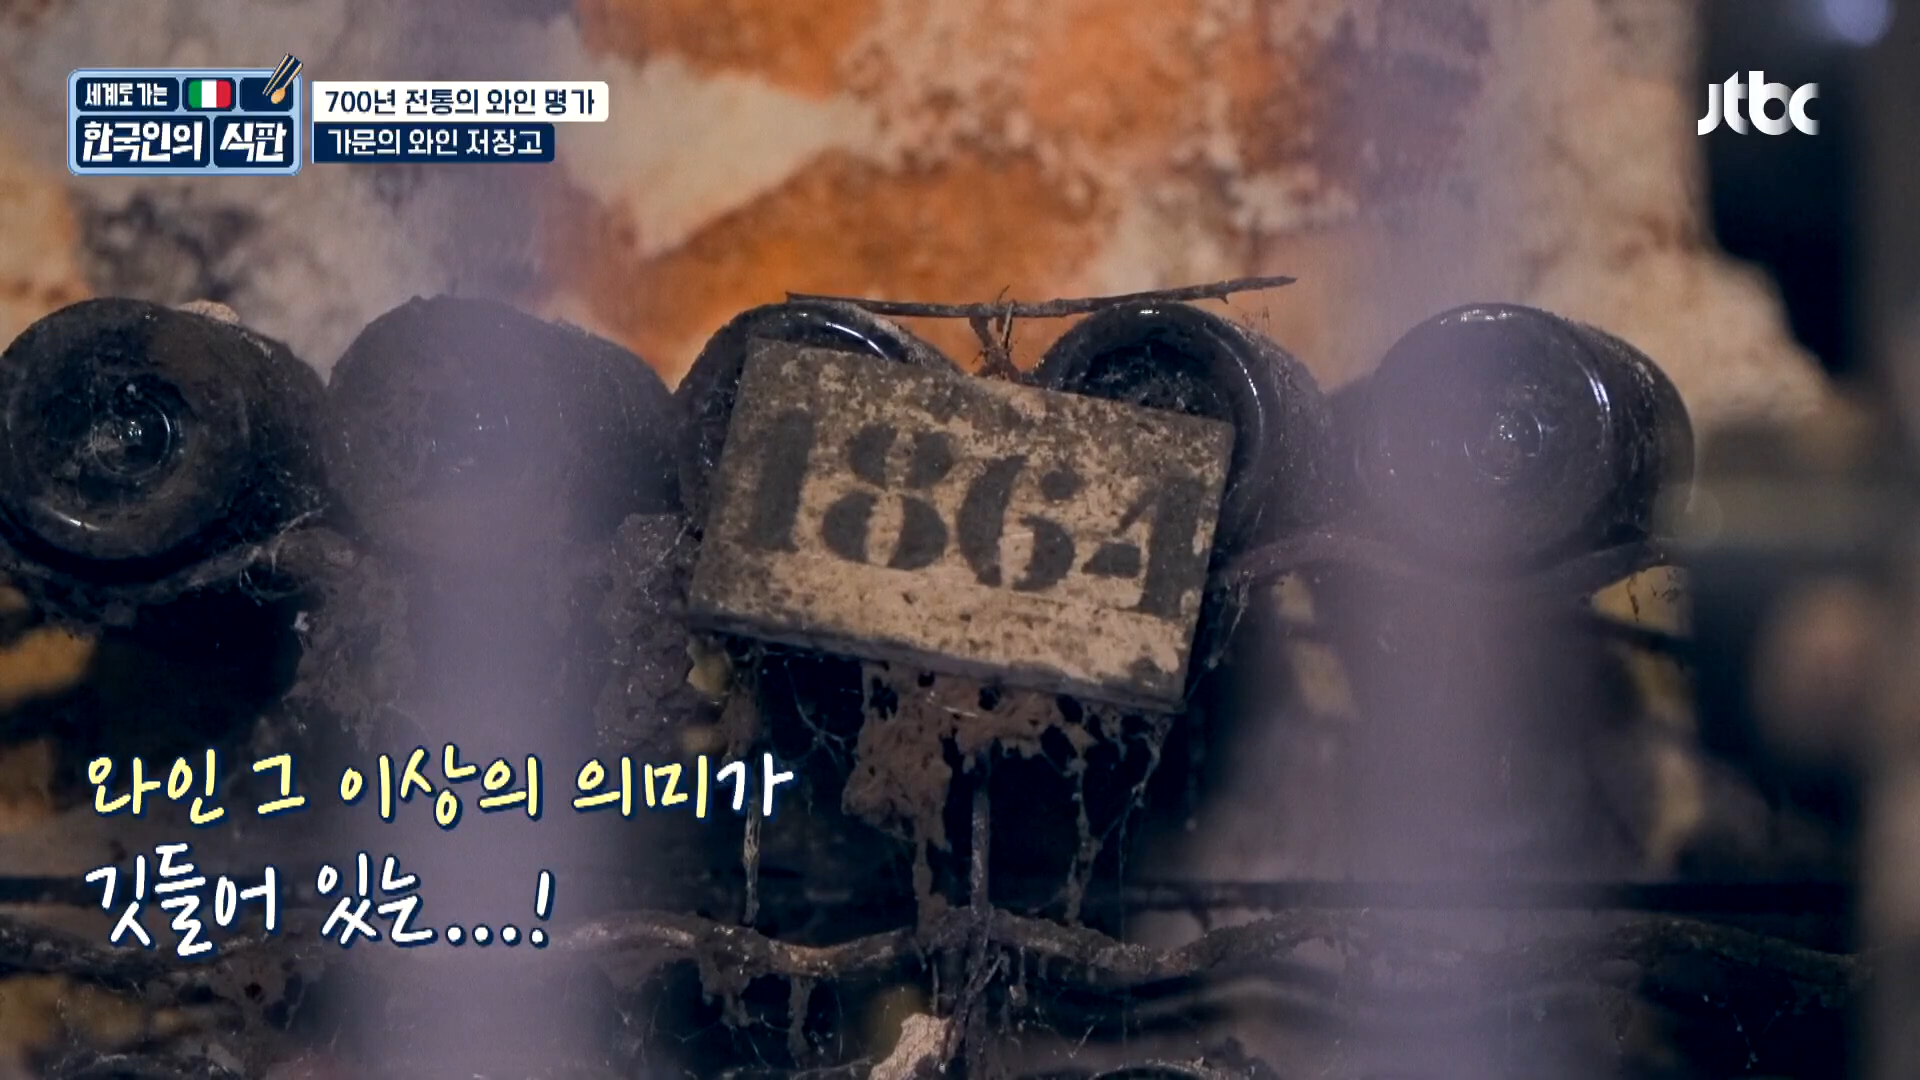 세계로 가는
한국인의 식판
700년 전통의 와인 명가
가문의 와인 저장고
jtbc
1864
와인 그 이상의 의미가
깃들어 있는...!